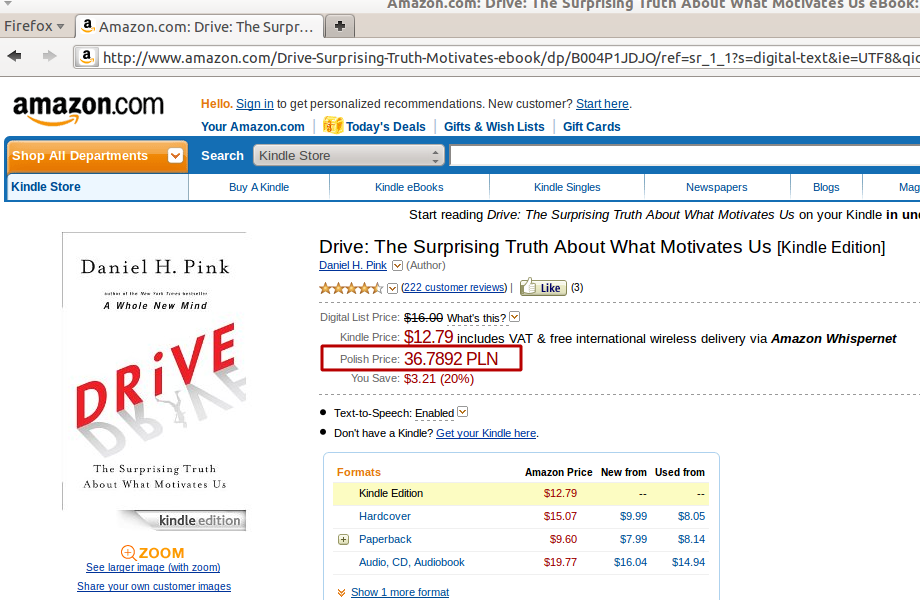 Amazon.com: Drive: The Surprising Truth About What Motivates Us eBook:
Firefox
a Amazon.com: Drive: The Surpr...
a http://www.amazon.com/Drive-Surprising-Truth-Motivates-ebook/dp/B004P1JDJO/ref=sr_1_1?s=digital-text&ie=UTF8&qid
amazon.com
Hello. Sign in to get personalized recommendations. New customer? Start here.
Your Amazon.com | Today's Deals | Gifts & Wish Lists | Gift Cards
Shop All Departments Search Kindle Store
Kindle Store Buy A Kindle Kindle eBooks Kindle Singles Newspapers Blogs Mag
Start reading Drive: The Surprising Truth About What Motivates Us on your Kindle in un
Daniel H. Pink
author of the New York Times bestseller
A Whole New Mind
DRiVE
The Surprising Truth
About What Motivates Us
kindle edition
ZOOM
See larger image (with zoom)
Share your own customer images
Drive: The Surprising Truth About What Motivates Us [Kindle Edition]
Daniel H. Pink (Author)
(222 customer reviews) | Like (3)
Digital List Price: $16.00 What's this?
Kindle Price: $12.79 includes VAT & free international wireless delivery via Amazon Whispernet
Polish Price: 36.7892 PLN
You Save: $3.21 (20%)
• Text-to-Speech: Enabled
• Don't have a Kindle? Get your Kindle here.
Formats Amazon Price New from Used from
Kindle Edition $12.79 -- --
Hardcover $15.07 $9.99 $8.05
Paperback $9.60 $7.99 $8.14
Audio, CD, Audiobook $19.77 $16.04 $14.94
Show 1 more format